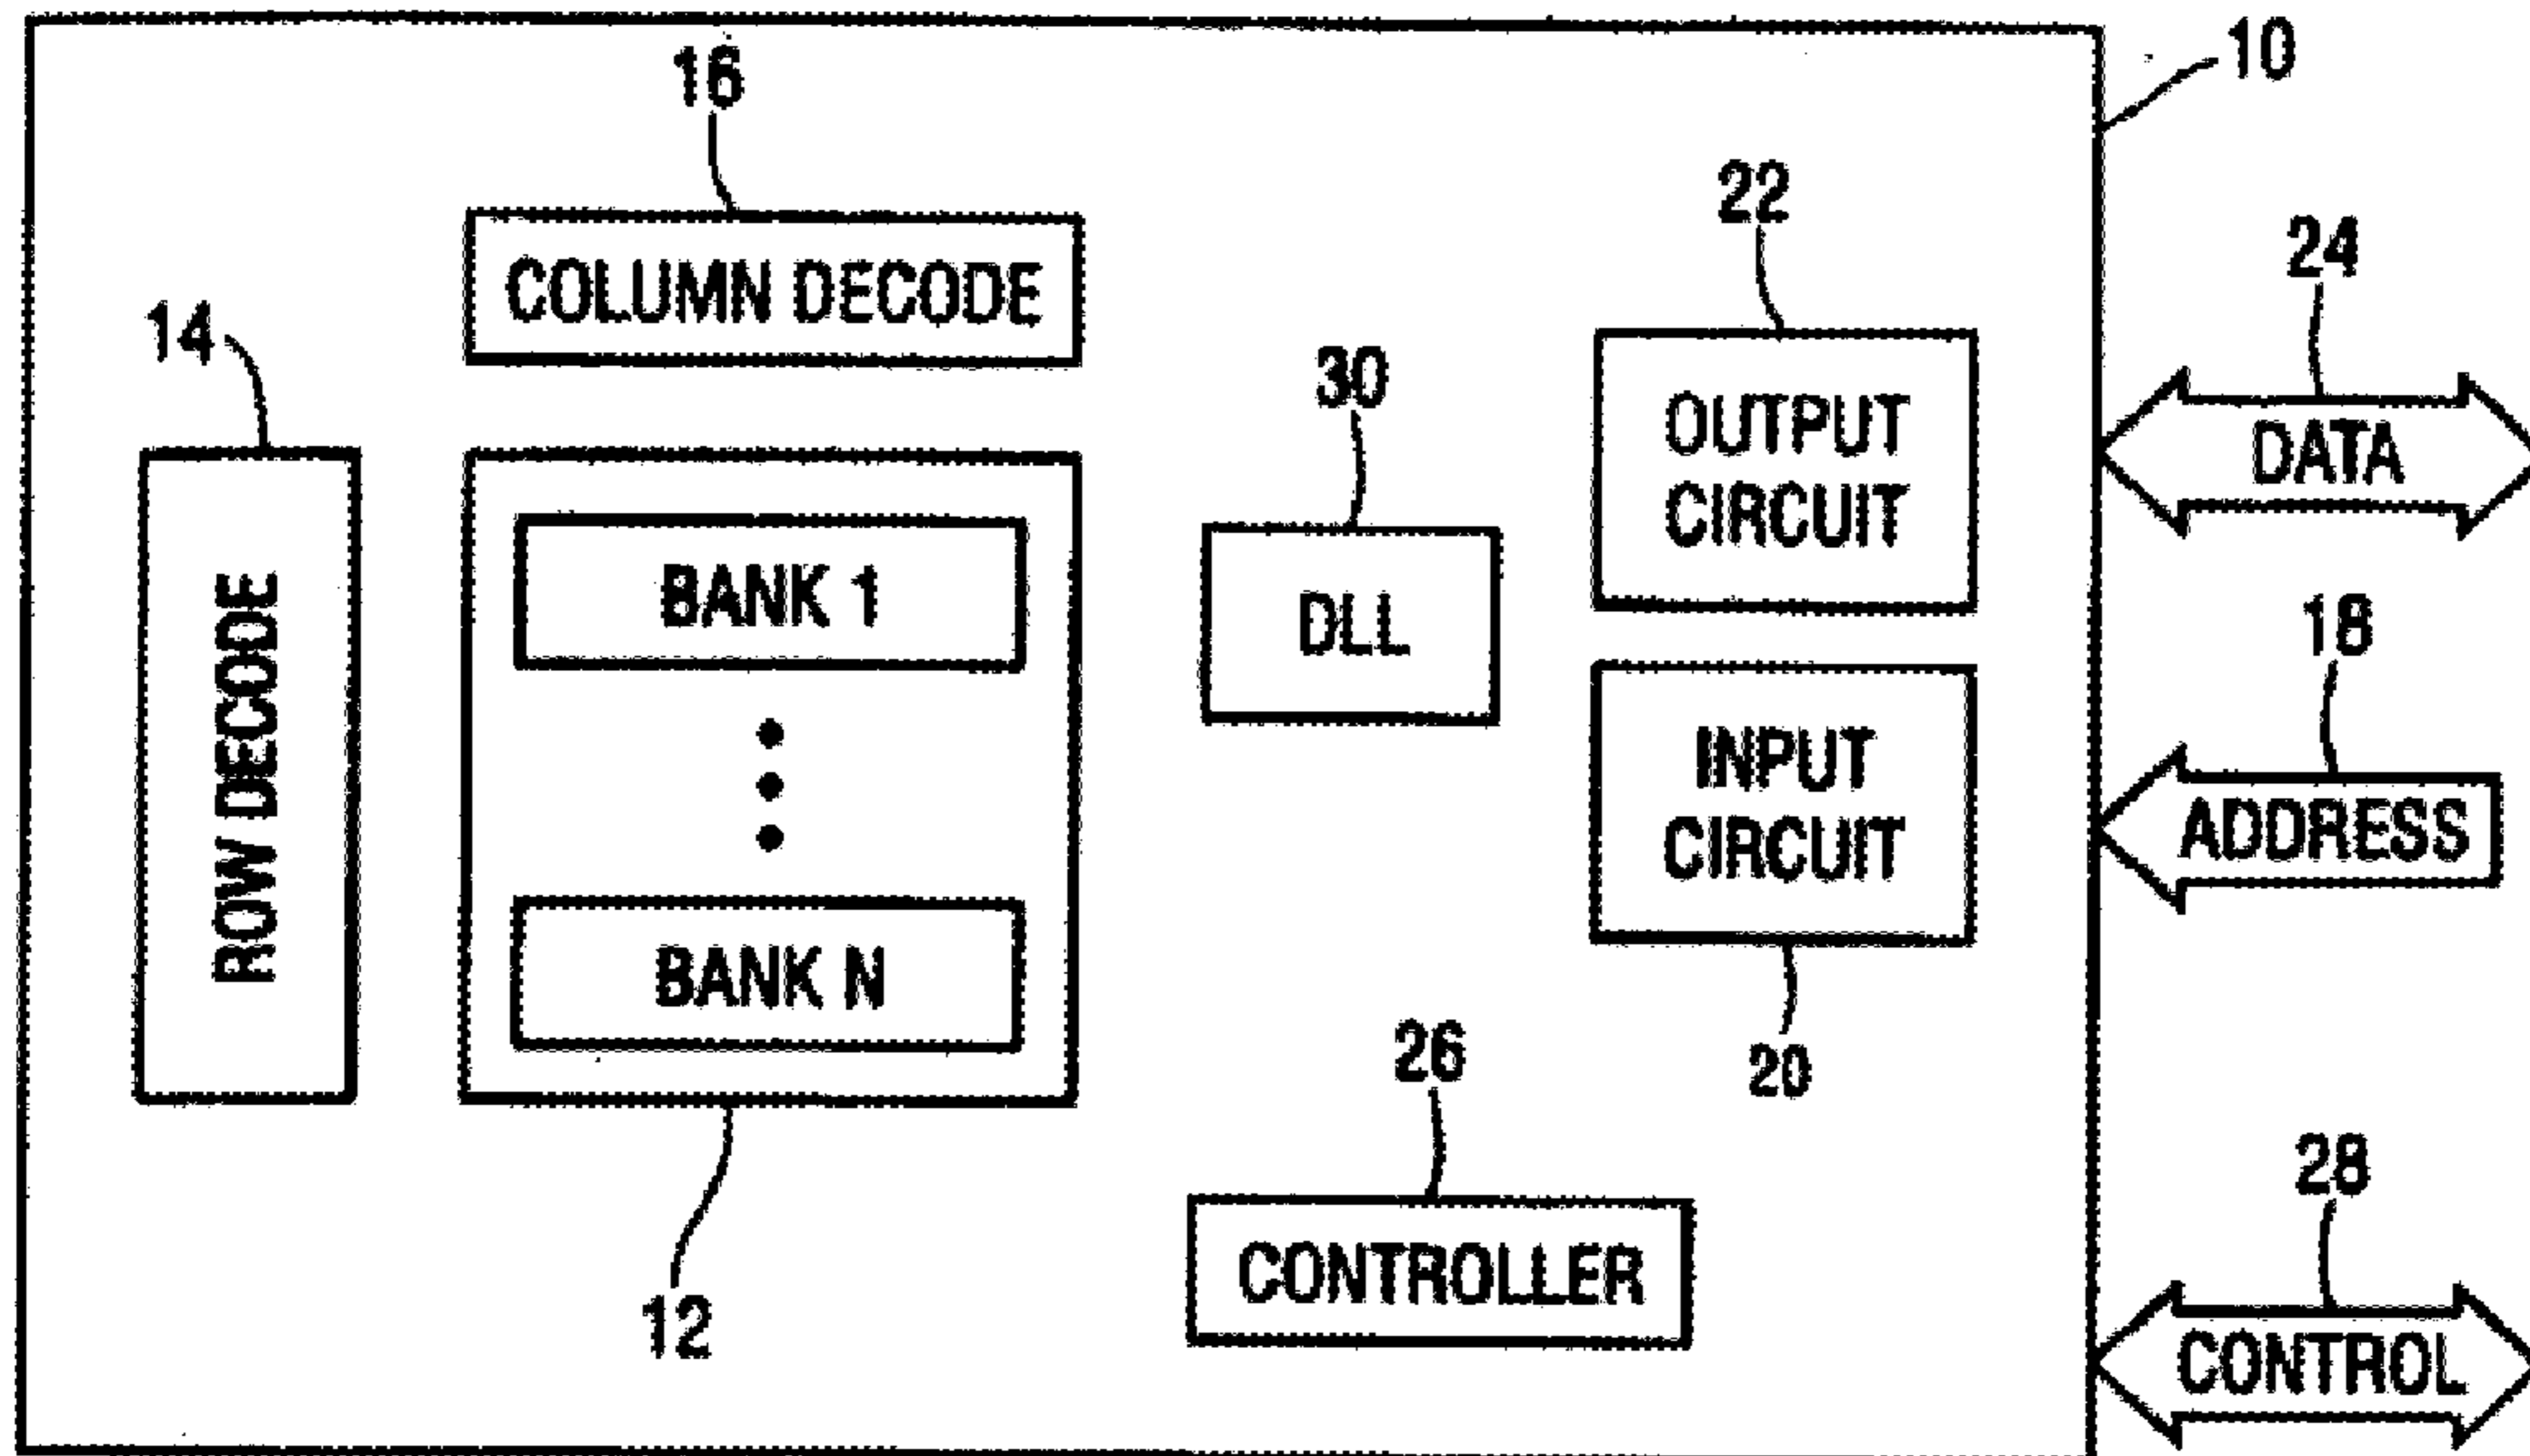 10
16
COLUMN DECODE
22
24
14
30
OUTPUT
CIRCUIT
DATA
BANK 1
DLL
18
ROW DECODE
INPUT
CIRCUIT
ADDRESS
BANK N
20
26
28
12
CONTROLLER
CONTROL